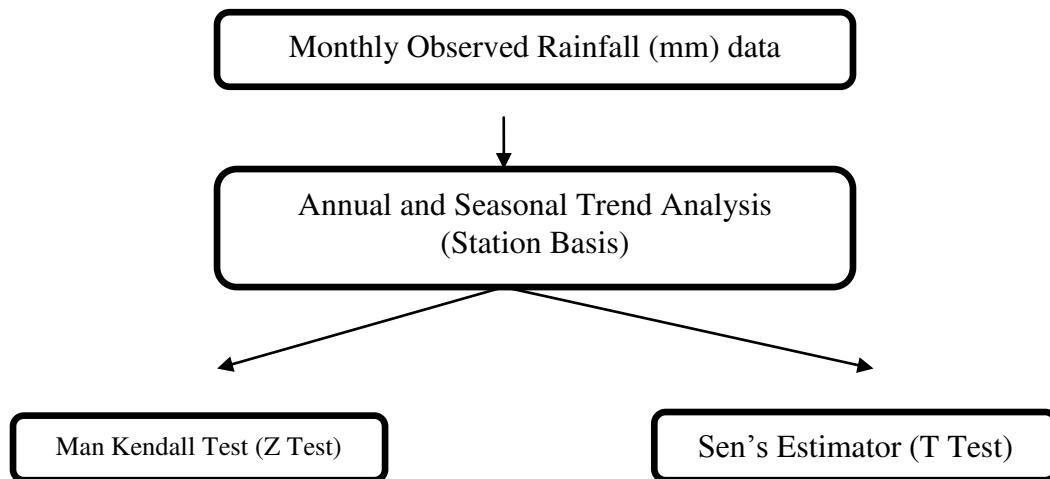 Monthly Observed Rainfall (mm) data
Annual and Seasonal Trend Analysis
(Station Basis)
Man Kendall Test (Z Test)
Sen’s Estimator (T Test)